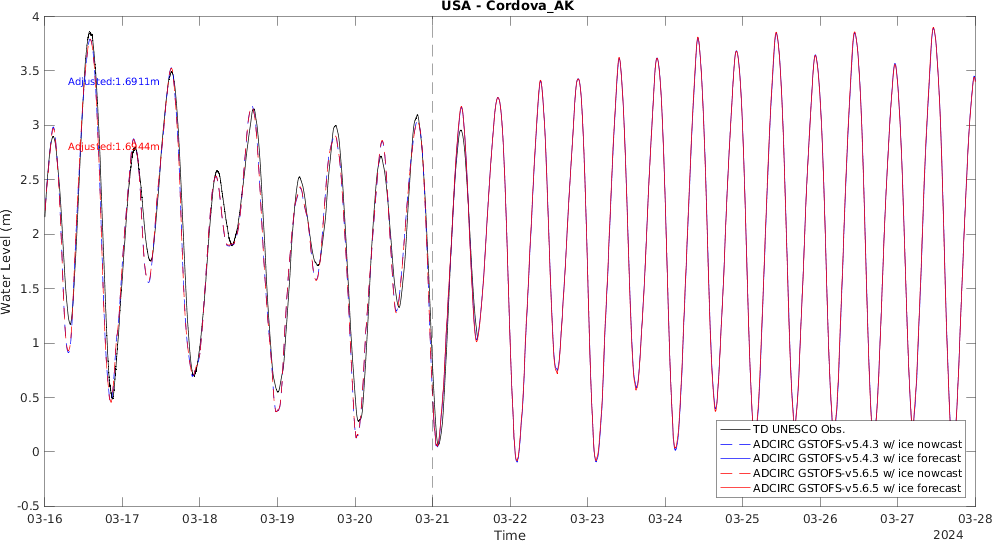 USA - Cordova_AK
4
3.5
3
2.5
2
1.5
1
0.5
0
-0.5
Water Level (m)
Adjusted:1.6911m
Adjusted:1.6944m
TD UNESCO Obs.
ADCIRC GSTOFS-v5.4.3 w/ ice nowcast
ADCIRC GSTOFS-v5.4.3 w/ ice forecast
ADCIRC GSTOFS-v5.6.5 w/ ice nowcast
ADCIRC GSTOFS-v5.6.5 w/ ice forecast
03-16 03-17 03-18 03-19 03-20 03-21 03-22 03-23 03-24 03-25 03-26 03-27 03-28
Time
2024